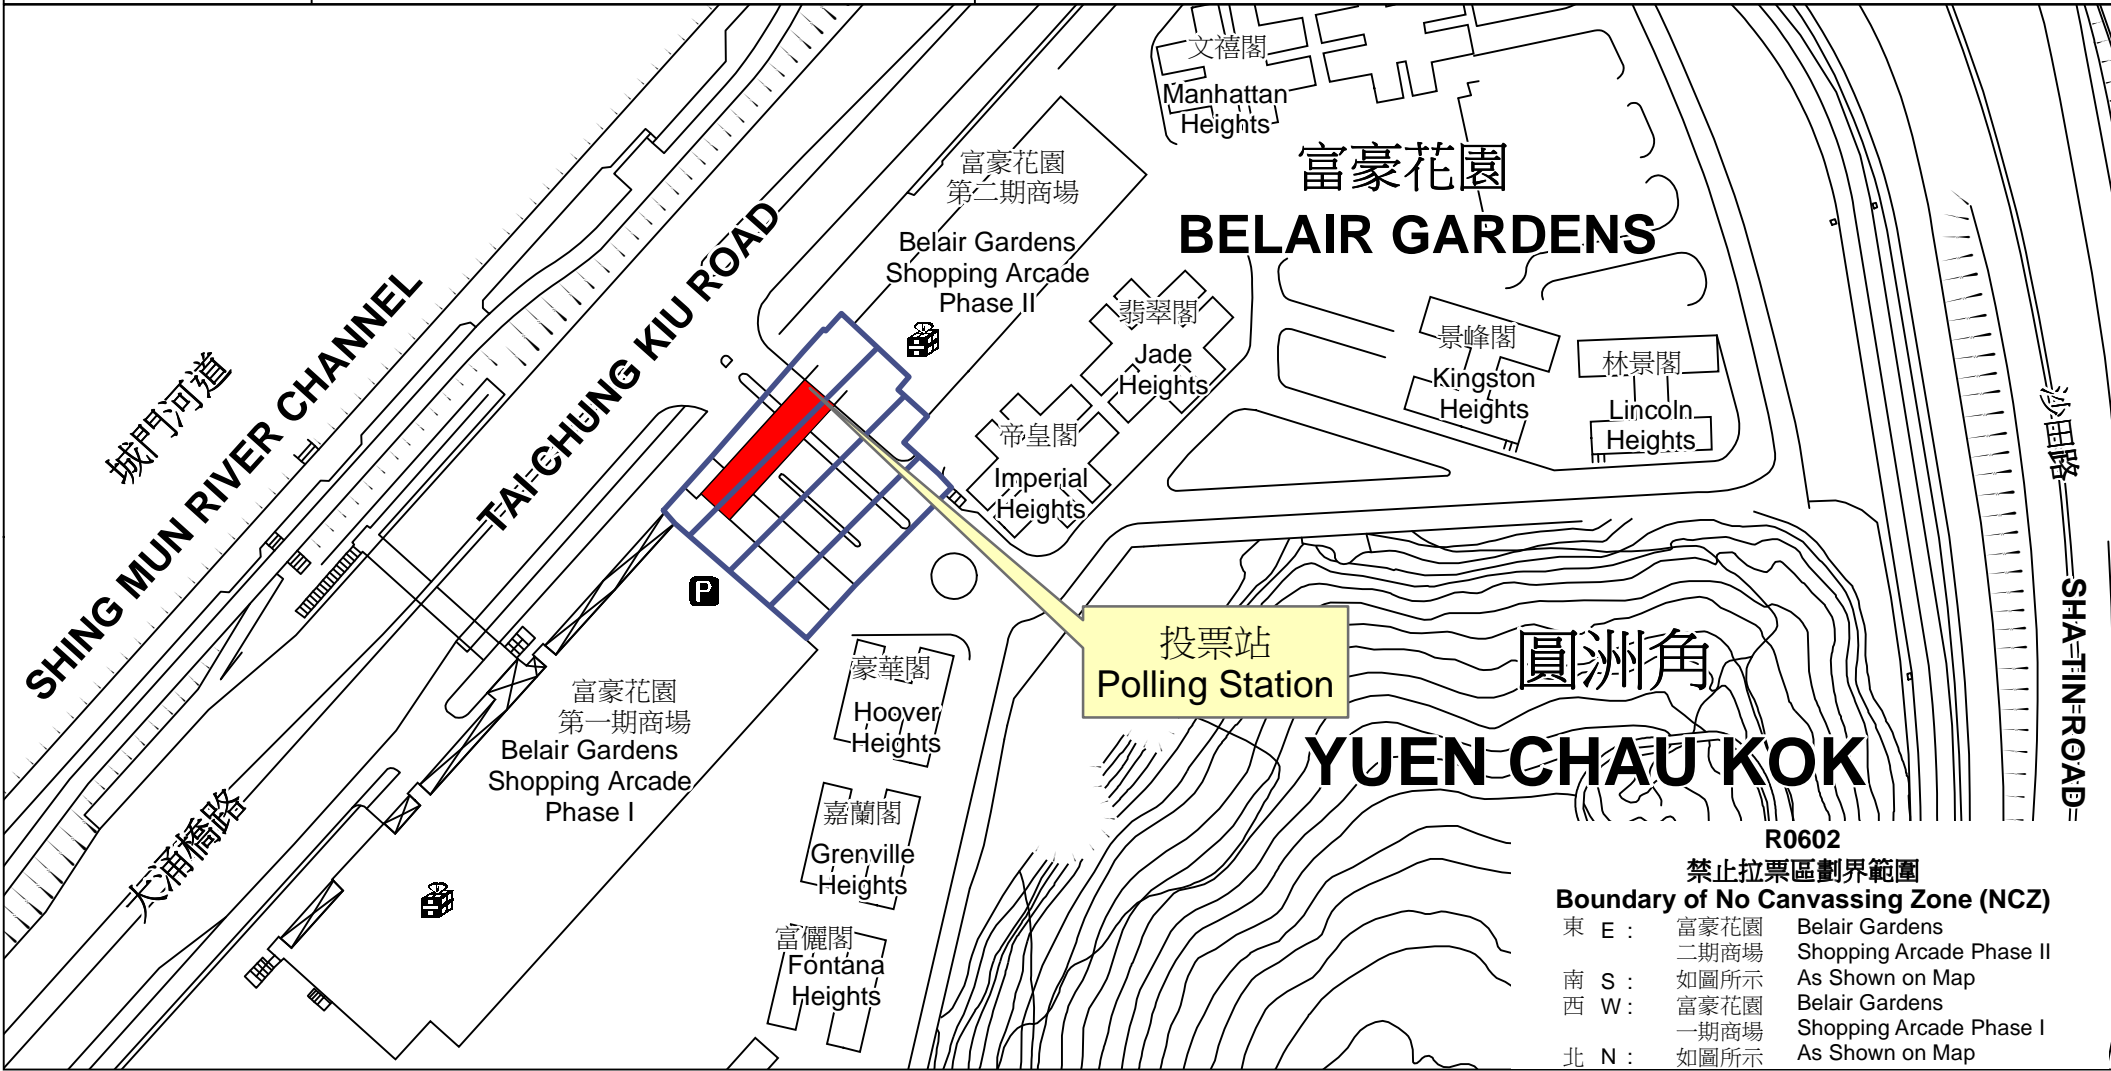 文禧閣
Manhattan
Heights
富豪花園
BELAIR GARDENS
富豪花園
第二期商場
Belair Gardens
Shopping Arcade
Phase II
TAI CHUNG KIU ROAD
SHING MUN RIVER CHANNEL
城門河道
翡翠閣
Jade
Heights
景峰閣
Kingston
Heights
林景閣
Lincoln
Heights
沙田路
SHA TIN ROAD
帝皇閣
Imperial
Heights
P
投票站
Polling Station
圓洲角
YUEN CHAU KOK
豪華閣
Hoover
Heights
富豪花園
第一期商場
Belair Gardens
Shopping Arcade
Phase I
大涌橋路
嘉蘭閣
Grenville
Heights
富儷閣
Fontana
Heights
R0602
禁止拉票區劃界範圍
Boundary of No Canvassing Zone (NCZ)
東 E : 富豪花園 Belair Gardens
二期商場 Shopping Arcade Phase II
南 S : 如圖所示 As Shown on Map
西 W : 富豪花園 Belair Gardens
一期商場 Shopping Arcade Phase I
北 N : 如圖所示 As Shown on Map